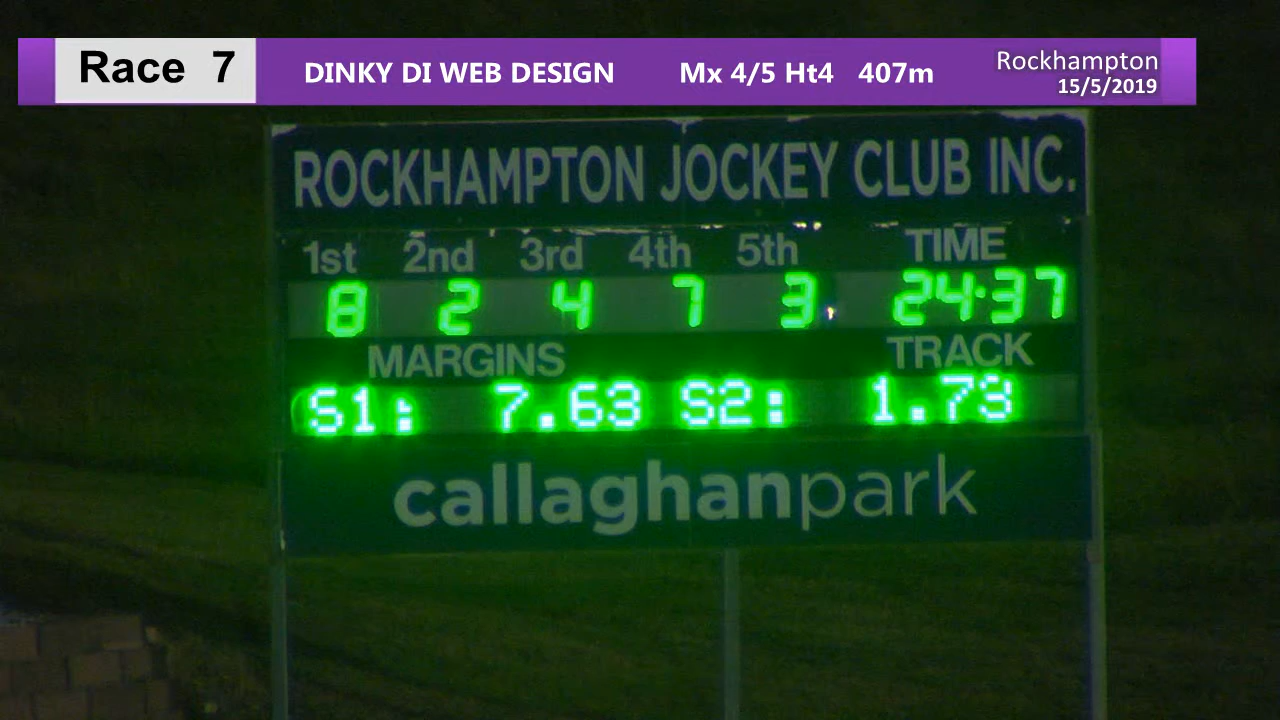 Race 7 DINKY DI WEB DESIGN Mx 4/5 Ht4 407m Rockhampton
15/5/2019
ROCKHAMPTON JOCKEY CLUB INC.
1st 2nd 3rd 4th 5th TIME
8 2 4 7 3 24.37
MARGINS TRACK
S1: 7.63 S2: 1.73
callaghanpark